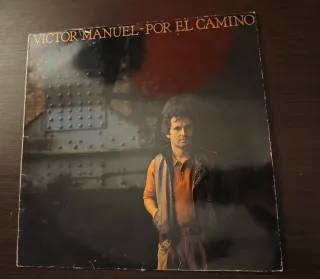 VICTOR MANUEL-POR EL CAMINO